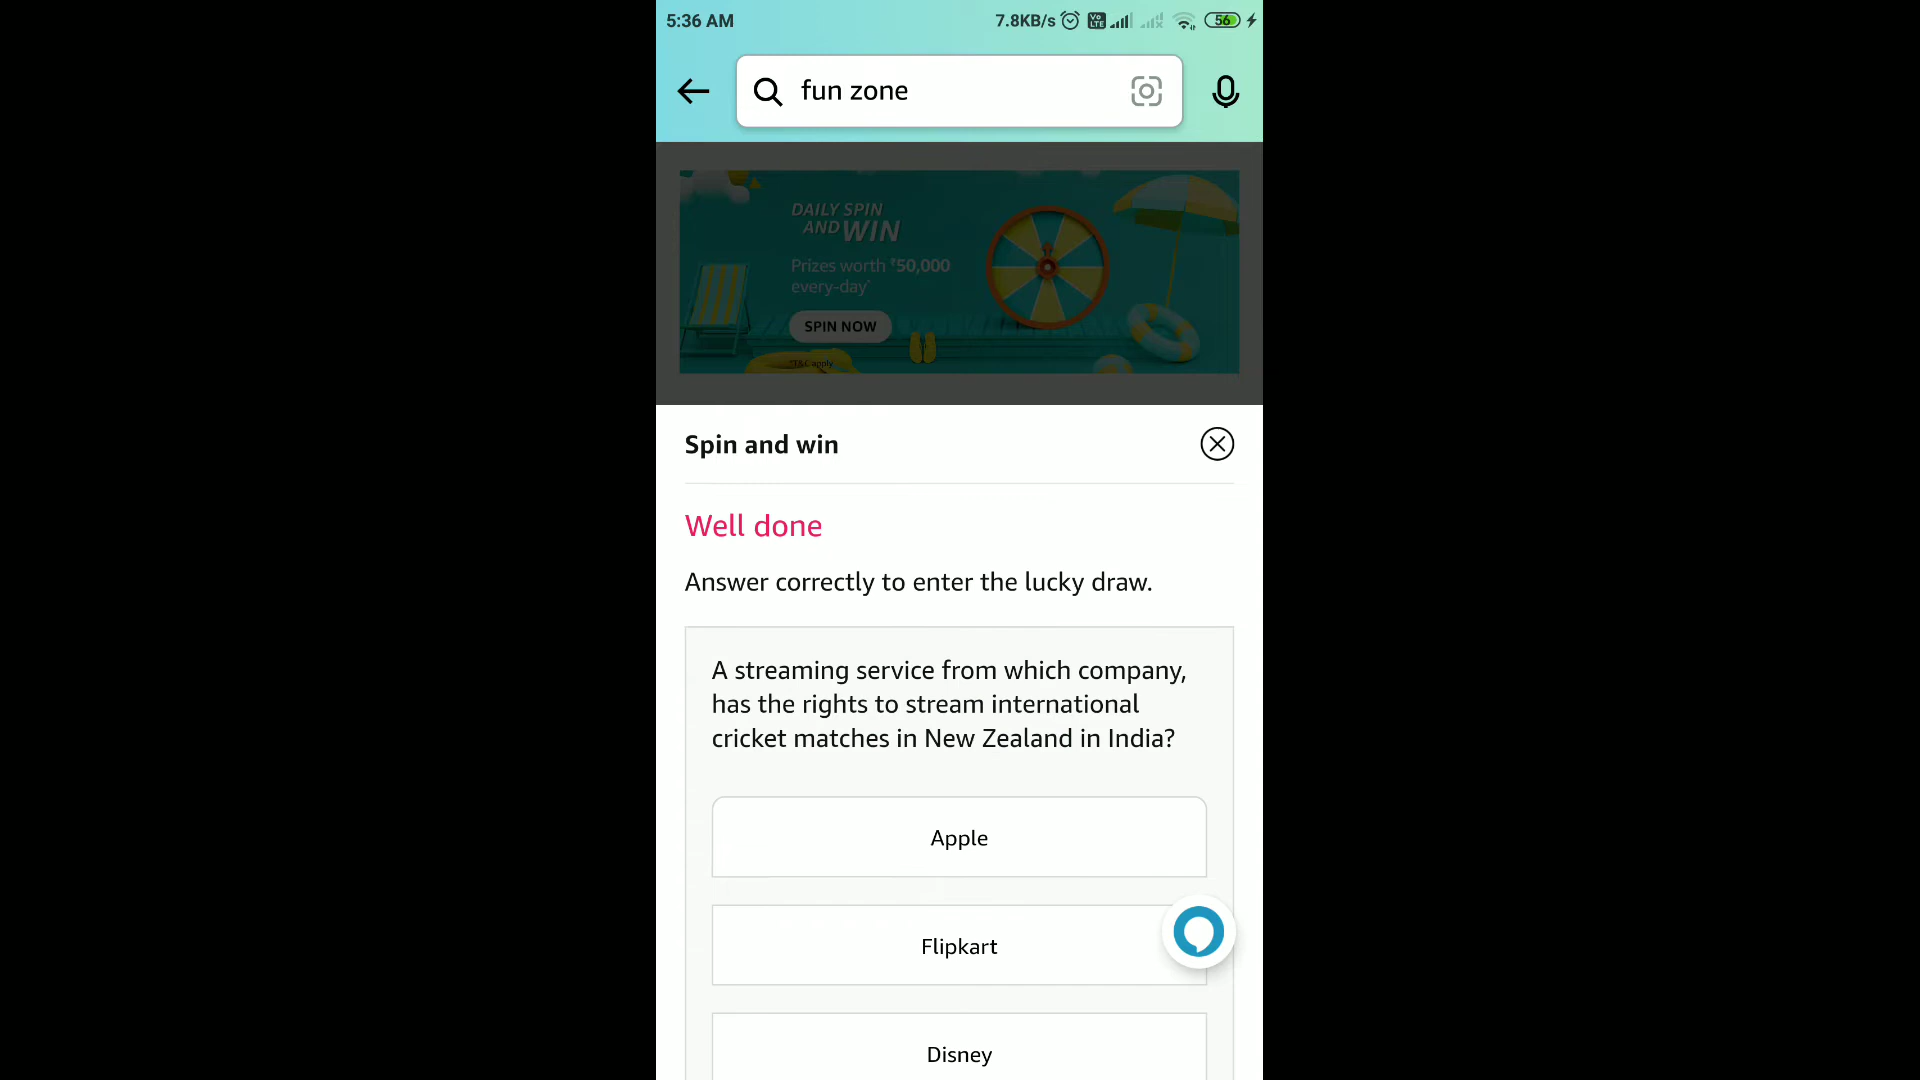 5:36 AM
7.8KB/s
Vo
LTE
56
fun zone
DAILY SPIN
AND WIN
Prizes worth ₹50,000
every-day*
SPIN NOW
*T&C apply
Spin and win
Well done
Answer correctly to enter the lucky draw.
A streaming service from which company,
has the rights to stream international
cricket matches in New Zealand in India?
Apple
Flipkart
Disney